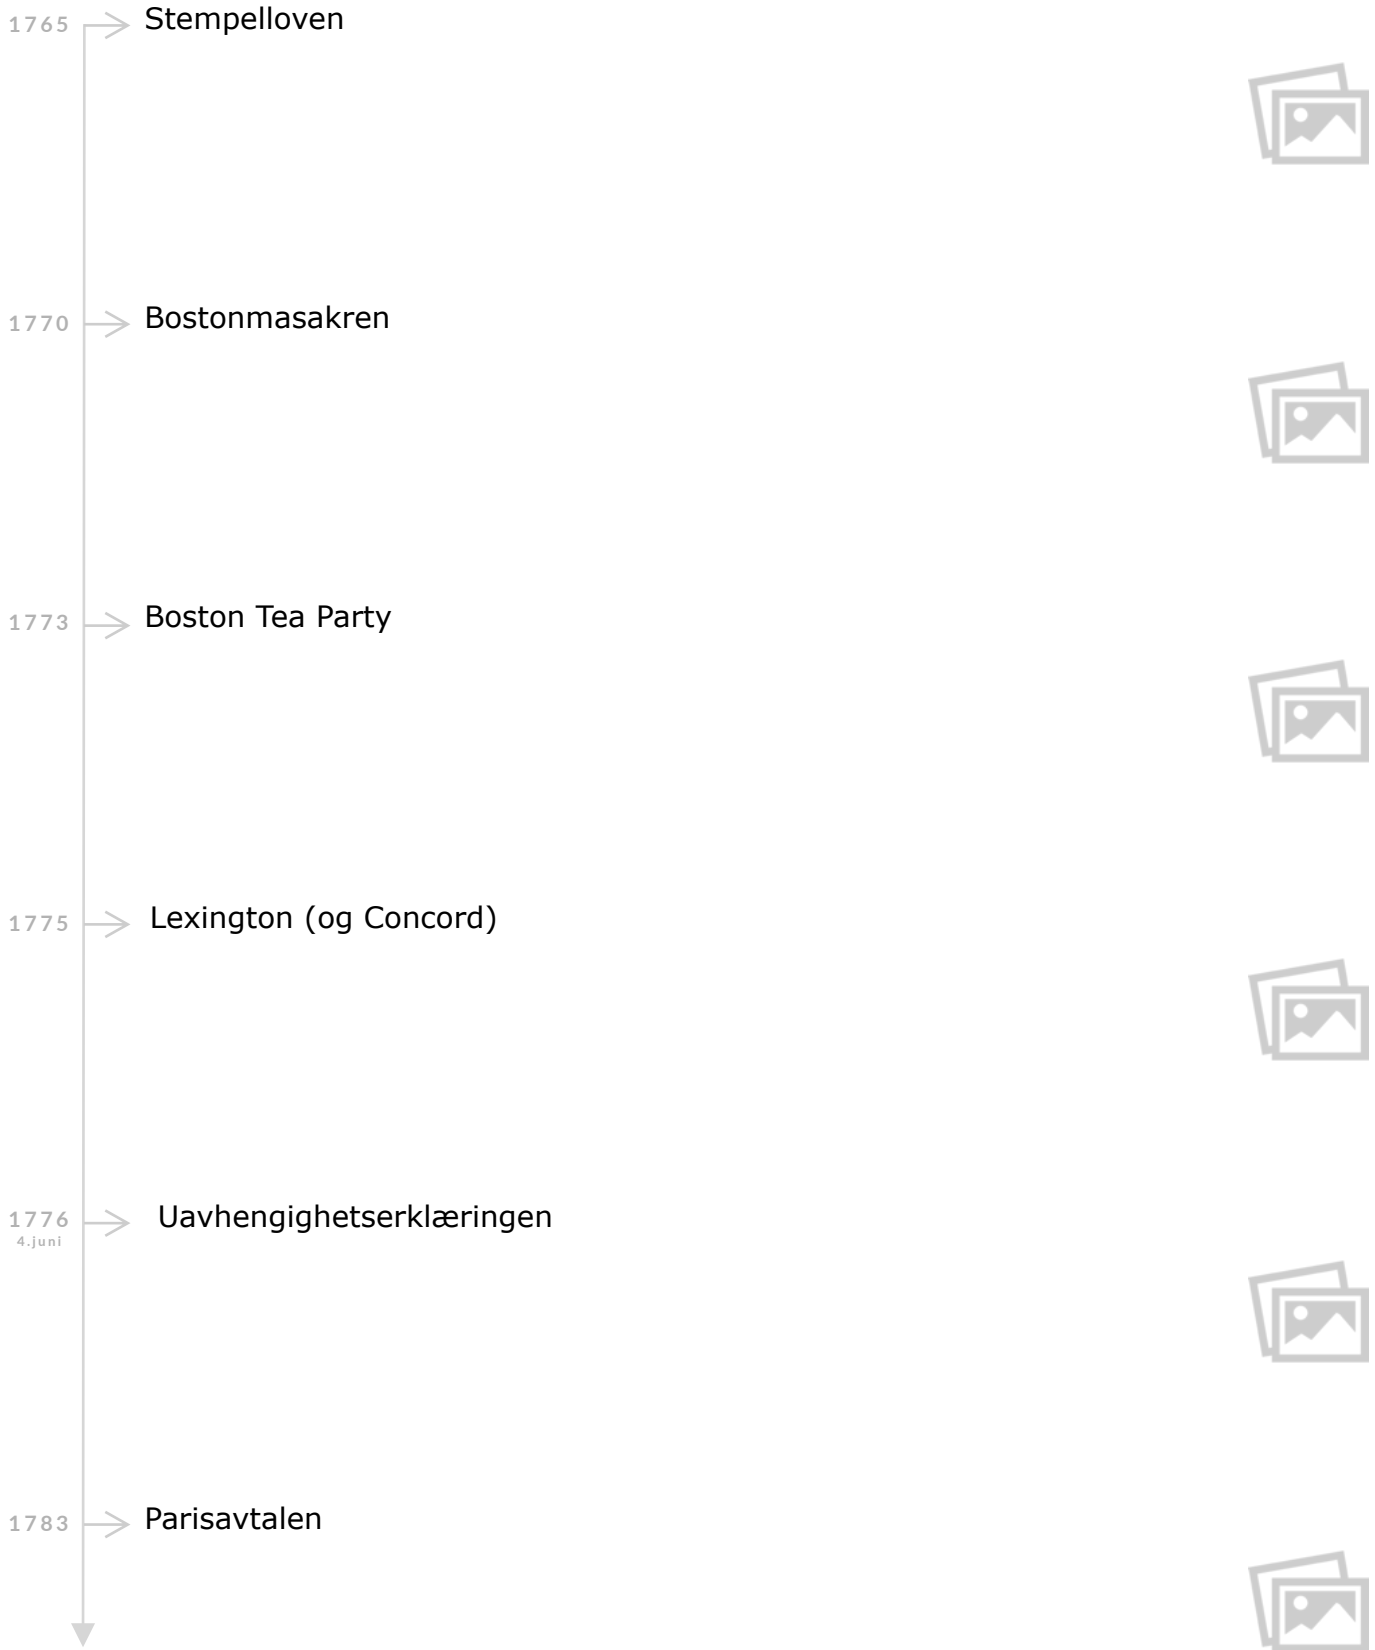 1765 Stempelloven
1770 Bostonmasakren
1773 Boston Tea Party
1775 Lexington (og Concord)
1776 Uavhengighetserklæringen
4.juni
1783 Parisavtalen